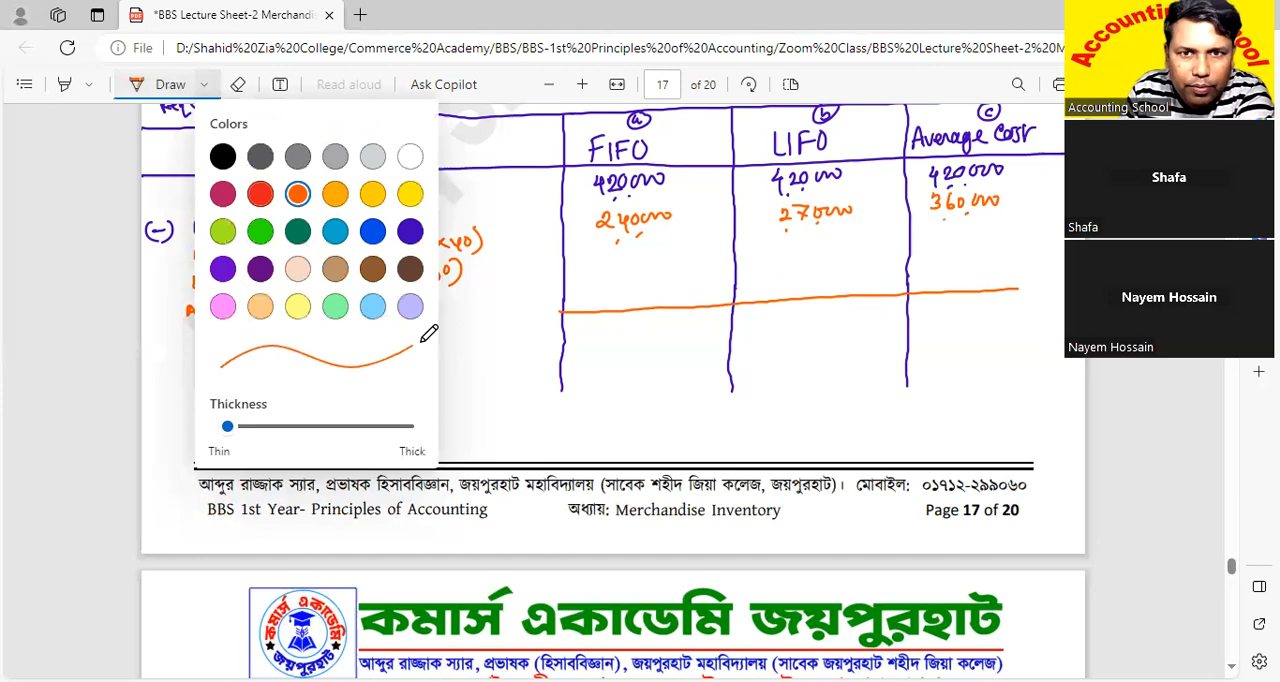 *BBS Lecture Sheet-2 Merchandis
File D:/Shahid%20Zia%20College/Commerce%20Academy/BBS/BBS-1st%20Principles%20of%20Accounting/Zoom%20Class/BBS%20Lecture%20Sheet-2%20M
Draw Read aloud Ask Copilot 17 of 20
Accounting School
Accounting School
Shafa
Shafa
Nayem Hossain
Nayem Hossain
Colors
Thickness
Thin Thick
(a) (b) (c)
FIFO LIFO Average Cost
420000 420000 420000
(-) 240000 270000 360000
আব্দুর রাজ্জাক স্যার, প্রভাষক হিসাববিজ্ঞান, জয়পুরহাট মহাবিদ্যালয় (সাবেক শহীদ জিয়া কলেজ, জয়পুরহাট)। মোবাইল: ০১৭১২-২৯৯০৬০
BBS 1st Year- Principles of Accounting অধ্যায়: Merchandise Inventory Page 17 of 20
কমার্স একাডেমি জয়পুরহাট
কমার্স একাডেমি
জয়পুরহাট
আব্দুর রাজ্জাক স্যার, প্রভাষক (হিসাববিজ্ঞান), জয়পুরহাট মহাবিদ্যালয় (সাবেক শহীদ জিয়া কলেজ)